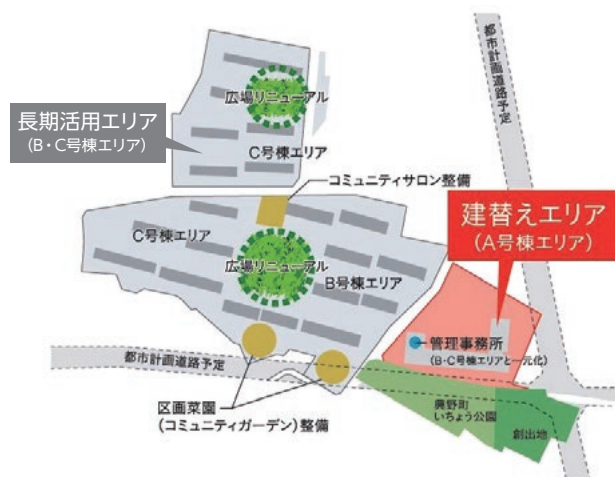 都市計画道路予定
長期活用エリア
(B・C号棟エリア)
広場リニューアル
C号棟エリア
コミュニティサロン整備
建替えエリア
(A号棟エリア)
C号棟エリア
広場リニューアル
B号棟エリア
管理事務所
(B・C号棟エリアと一元化)
都市計画道路予定
区画菜園
(コミュニティガーデン)整備
いちょう公園
創出地